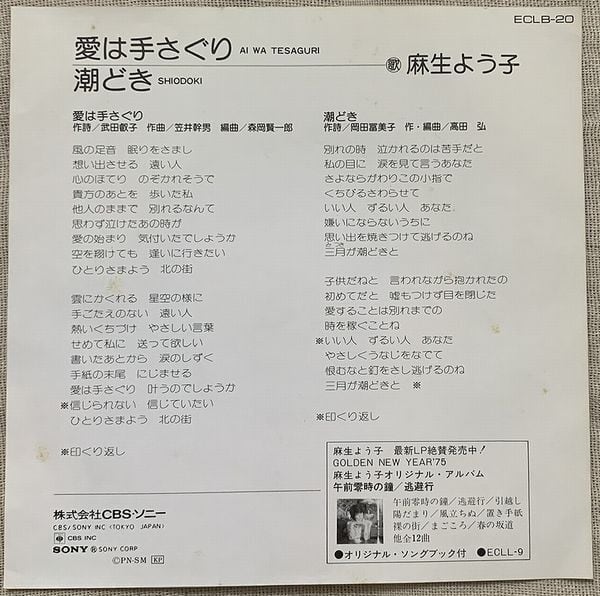 ECLB-20
愛は手さぐり AI WA TESAGURI
潮どき SHIODOKI
歌 麻生よう子
愛は手さぐり
作詩/武田叡子 作曲/笠井幹男 編曲/森岡賢一郎
風の足音 眠りをさまし
想い出させる 遠い人
心のほてり のぞかれそうで
貴方のあとを 歩いた私
他人のままで 別れるなんて
思わず泣けたあの時が
愛の始まり 気付いたでしょうか
空を翔けても 逢いに行きたい
ひとりさまよう 北の街
雲にかくれる 星空の様に
手ごたえのない 遠い人
熱いくちづけ やさしい言葉
せめて私に 送って欲しい
書いたあとから 涙のしずく
手紙の末尾 にじませる
愛は手さぐり 叶うのでしょうか
※信じられない 信じていたい
ひとりさまよう 北の街
※印くり返し
潮どき
作詩/岡田冨美子 作・編曲/高田 弘
別れの時 泣かれるのは苦手だと
私の目に 涙を見て言うあなた
さよならがわりこの小指で
くちびるさわらせて
いい人 ずるい人 あなた
嫌いにならないうちに
思い出を焼きつけて逃げるのね
三月が潮どきと
子供だねと 言われながら抱かれたの
初めてだと 嘘もつけず目を閉じた
愛することは別れまでの
時を稼ぐことね
※いい人 ずるい人 あなた
やさしくうなじをなでて
恨むなと釘をさし逃げるのね
三月が潮どきと ※
※印くり返し
麻生よう子 最新LP絶賛発売中!
GOLDEN NEW YEAR'75
麻生よう子オリジナル・アルバム
午前零時の鐘/逃避行
午前零時の鐘/逃避行/引越し
陽だまり/風立ちぬ/置き手紙
裸の街/まごころ/春の坂道
他全12曲
●オリジナル・ソングブック付 ●ECLL-9
株式会社CBS・ソニー
CBS/SONY INC (TOKYO JAPAN)
CBS INC
SONY ® SONY CORP
©PN-SM KP